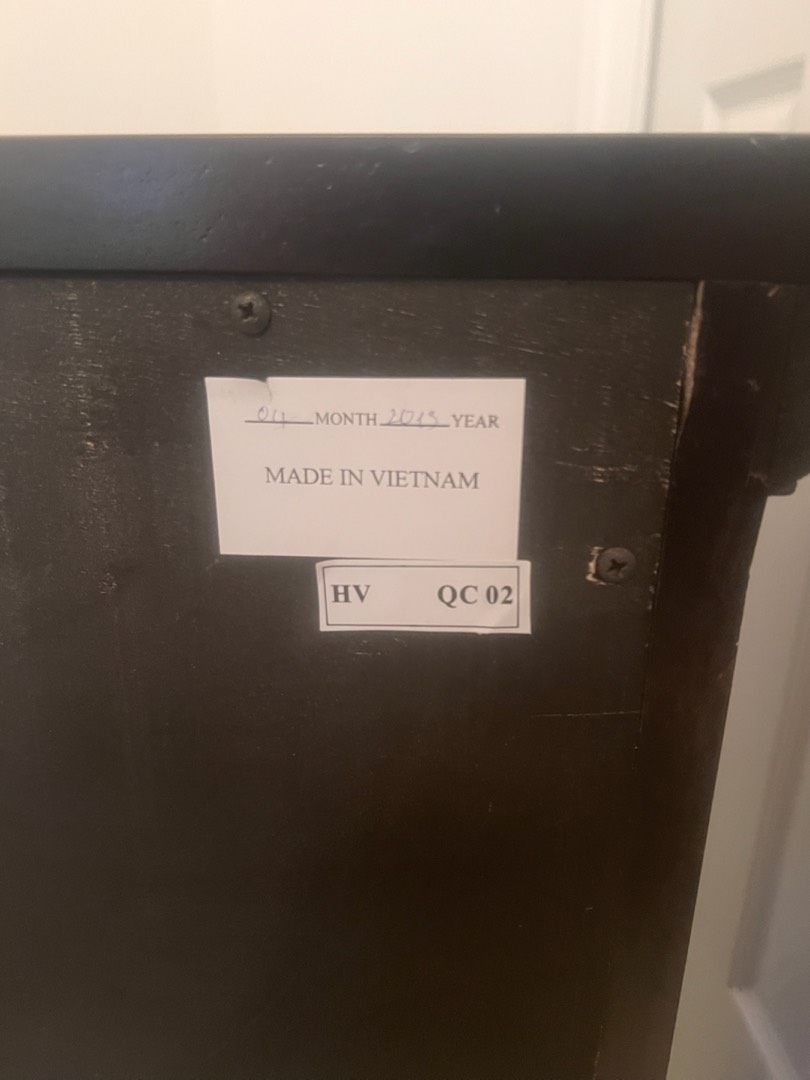 04 MONTH 2013 YEAR
MADE IN VIETNAM
HV QC 02